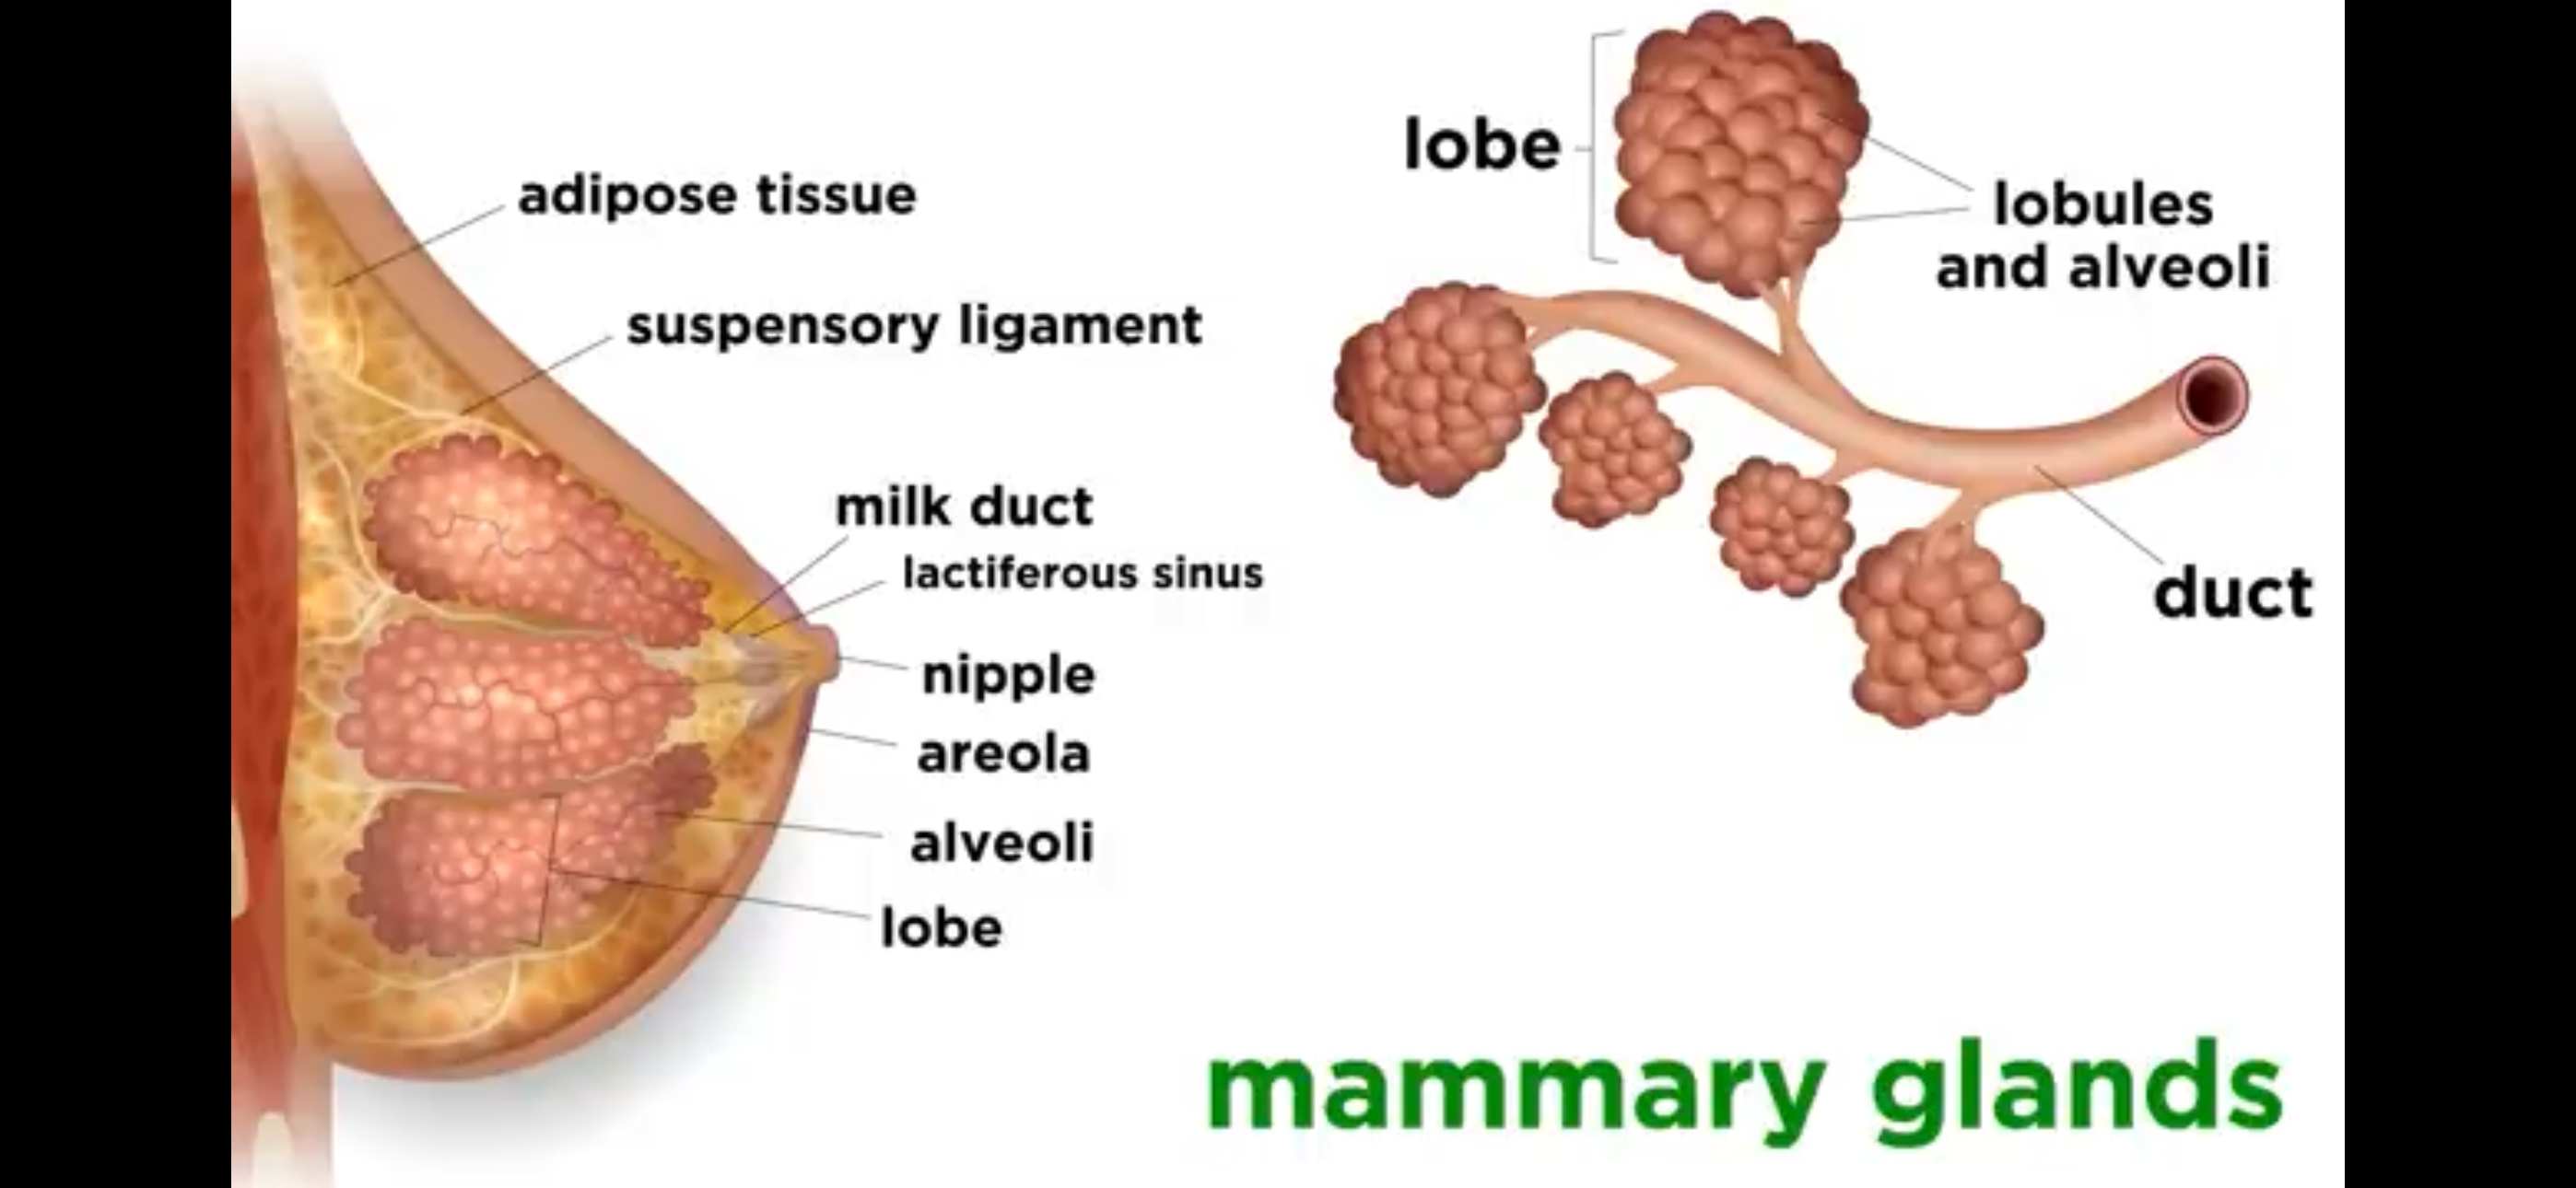 adipose tissue
suspensory ligament
milk duct
lactiferous sinus
nipple
areola
alveoli
lobe
lobe
lobules
and alveoli
duct
mammary glands